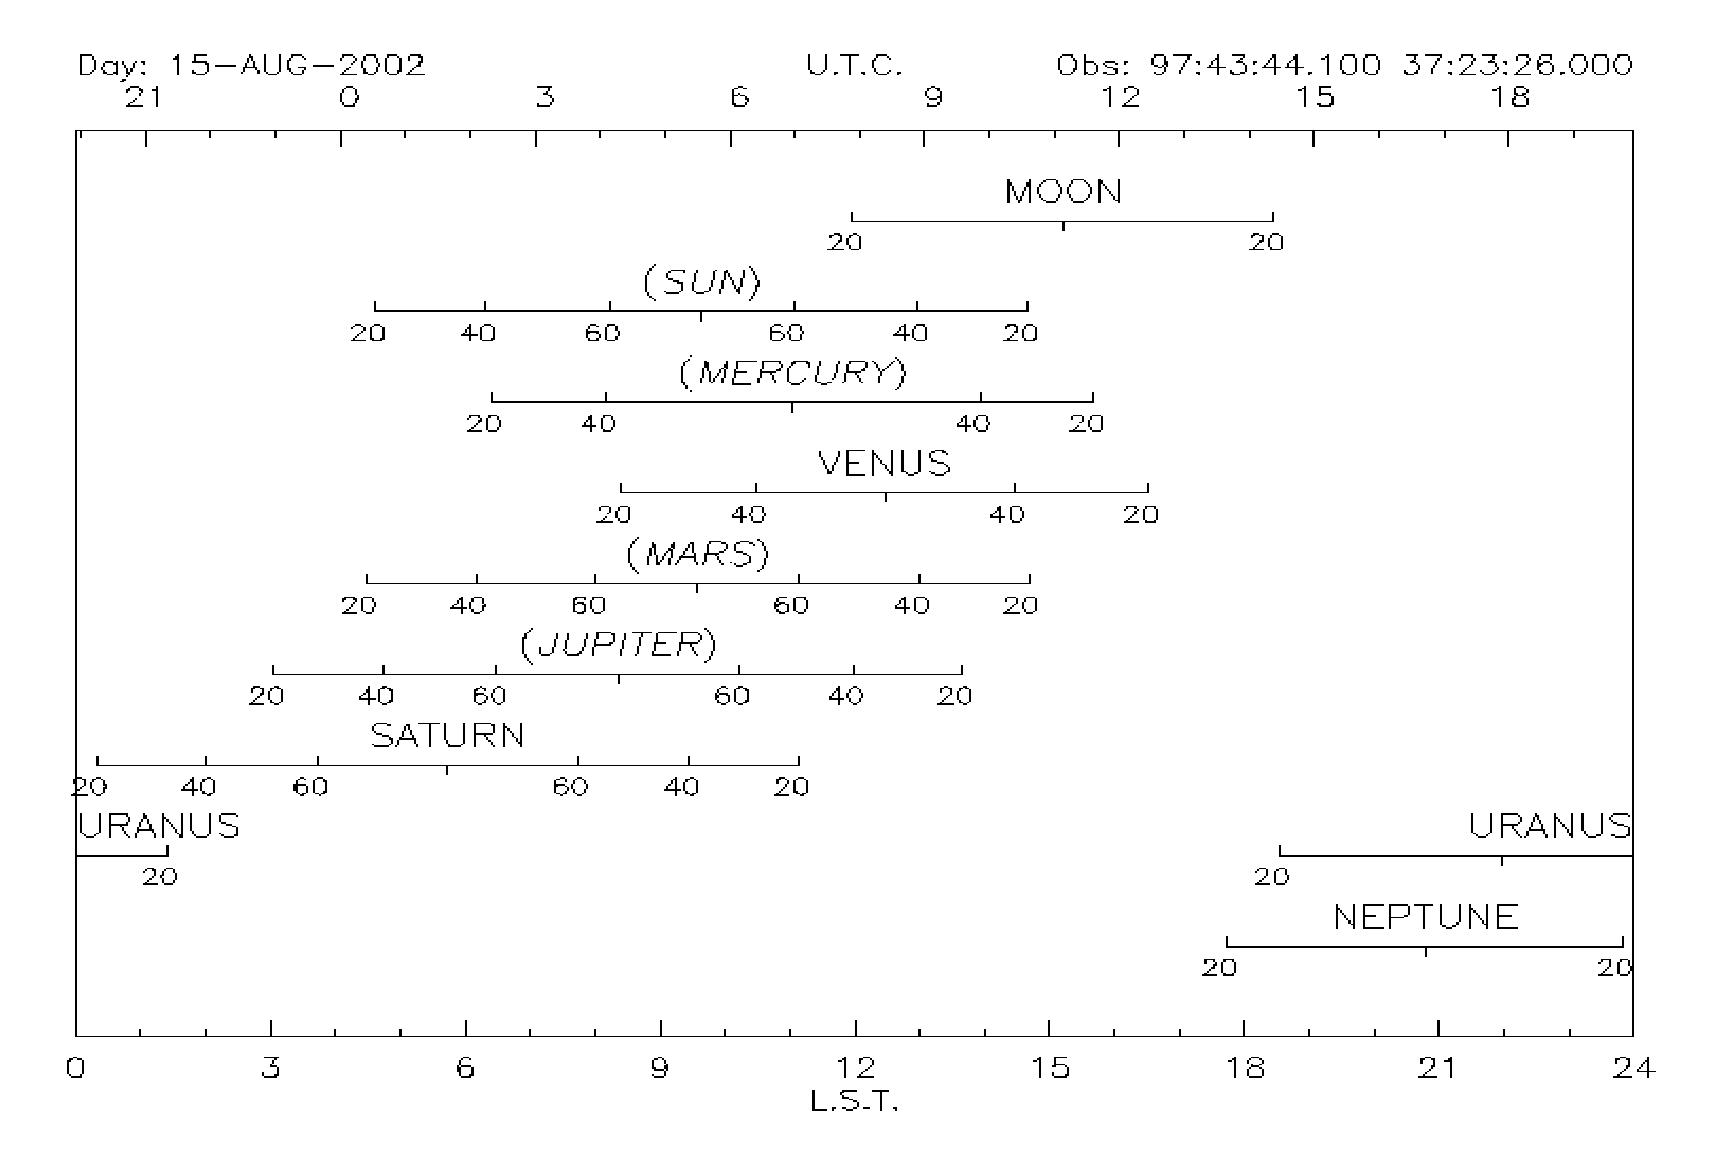 Day: 15-AUG-2002 U.T.C. Obs: 97:43:44.100 37:23:26.000
21 0 3 6 9 12 15 18
MOON
20 20
(SUN)
20 40 60 60 40 20
(MERCURY)
20 40 40 20
VENUS
20 40 40 20
(MARS)
20 40 60 60 40 20
(JUPITER)
20 40 60 60 40 20
SATURN
20 40 60 60 40 20
URANUS URANUS
20 20
NEPTUNE
20 20
0 3 6 9 12 15 18 21 24
L.S.T.